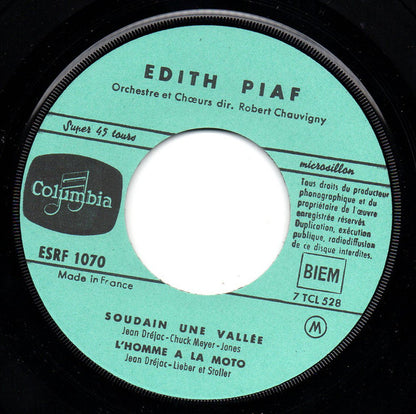 EDITH PIAF
Orchestre et Chœurs dir. Robert Chauvigny
Super 45 tours
microsillon
Columbia
Tous droits du producteur
phonographique et du
propriétaire de l'œuvre
enregistrée réservés
Duplication, exécution
publique, radiodiffusion
de ce disque interdites.
ESRF 1070
BIEM
Made in France
7 TCL 528
SOUDAIN UNE VALLÉE
Jean Dréjac-Chuck Meyer-Jones
L'HOMME A LA MOTO
Jean Dréjac-Lieber et Stoller
M